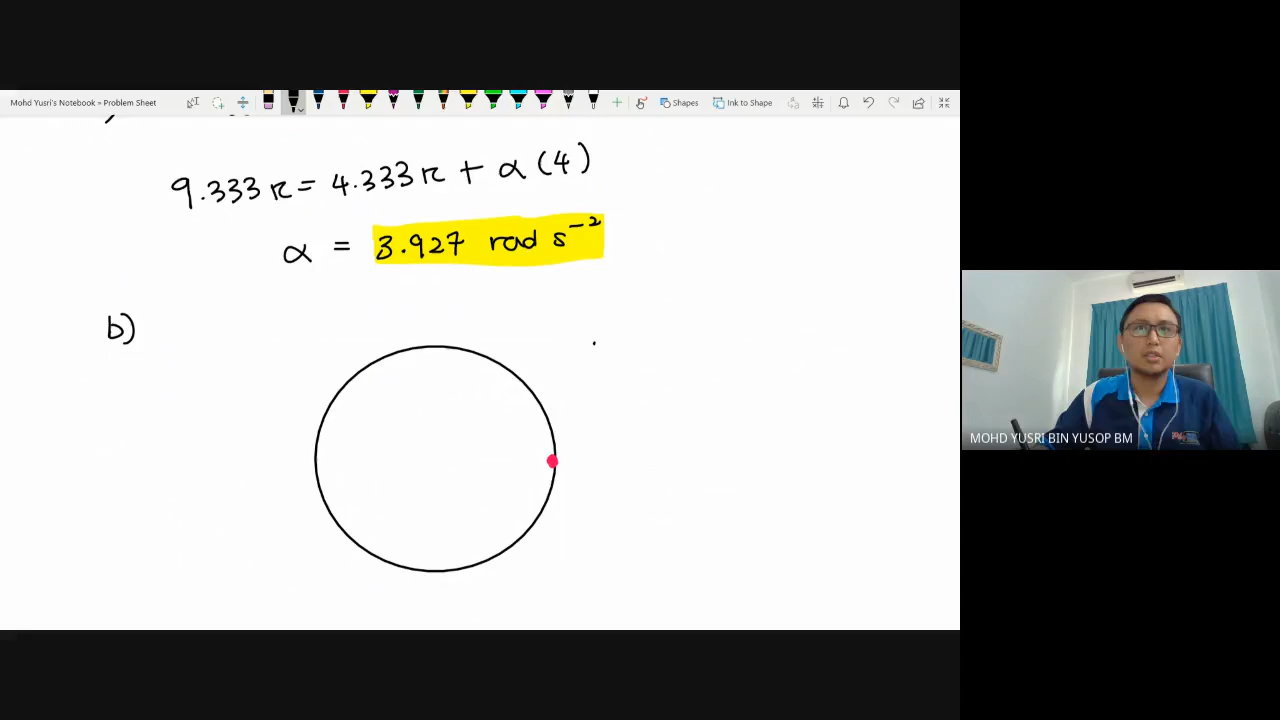 Mohd Yusri's Notebook » Problem Sheet
Shapes
Ink to Shape
9.333π = 4.333π + α(4)
α = 3.927 rad s⁻²
b)
MOHD YUSRI BIN YUSOP BM